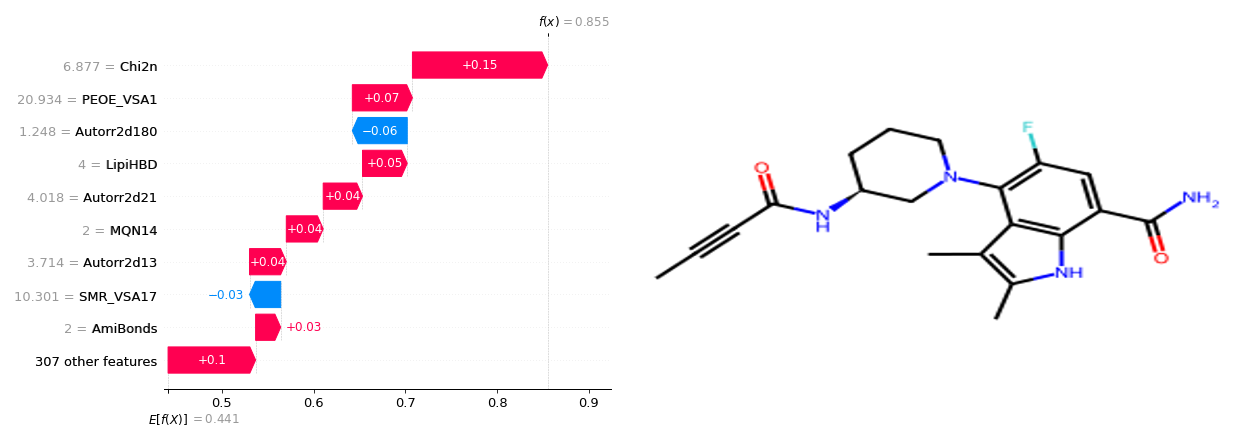 f(x) = 0.855
6.877 = Chi2n
+0.15
20.934 = PEOE_VSA1
+0.07
1.248 = Autorr2d180
−0.06
4 = LipiHBD
+0.05
4.018 = Autorr2d21
+0.04
2 = MQN14
+0.04
3.714 = Autorr2d13
+0.04
10.301 = SMR_VSA17
−0.03
2 = AmiBonds
+0.03
307 other features
+0.1
0.5 0.6 0.7 0.8 0.9
E[f(X)] = 0.441
F
O
N
NH₂
N
H
O
NH